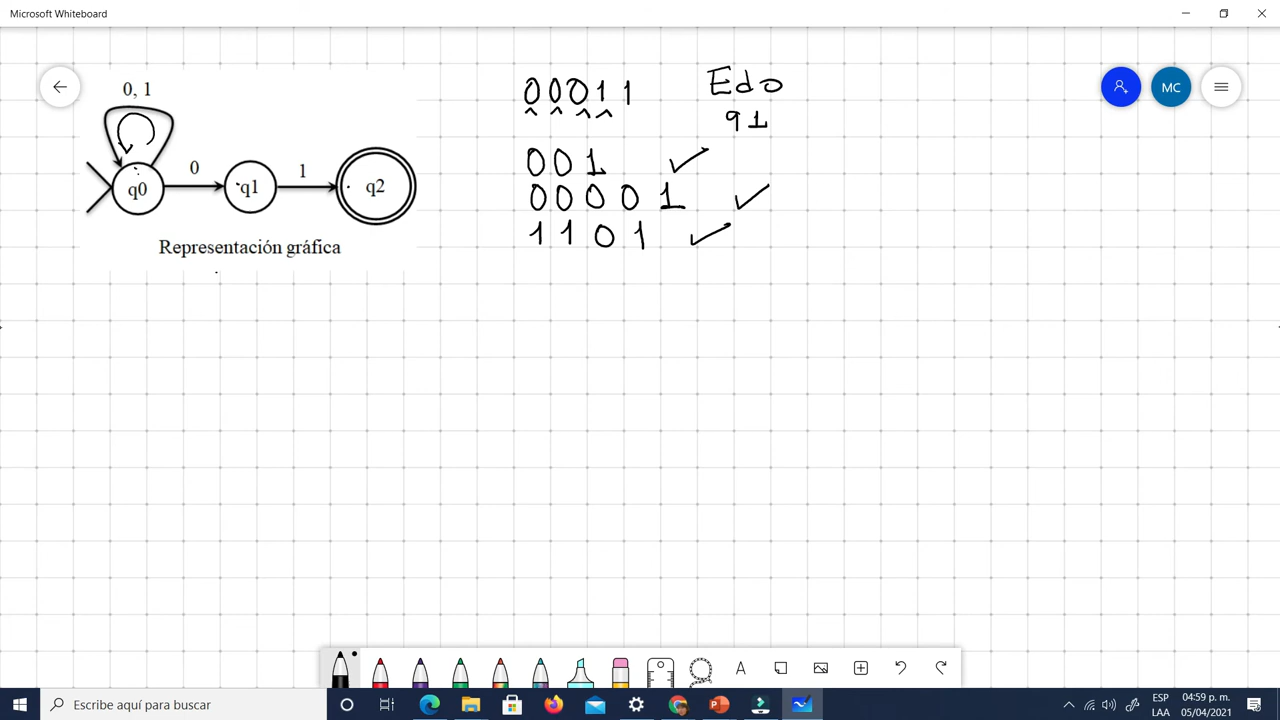 Microsoft Whiteboard
MC
0, 1
0
1
q0
q1
q2
Representación gráfica
00011
Edo
q1
001
00001
1101
Escribe aquí para buscar
ESP
LAA
04:59 p. m.
05/04/2021